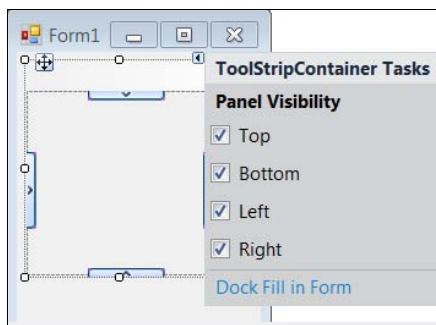 Form1
ToolStripContainer Tasks
Panel Visibility
Top
Bottom
Left
Right
Dock Fill in Form